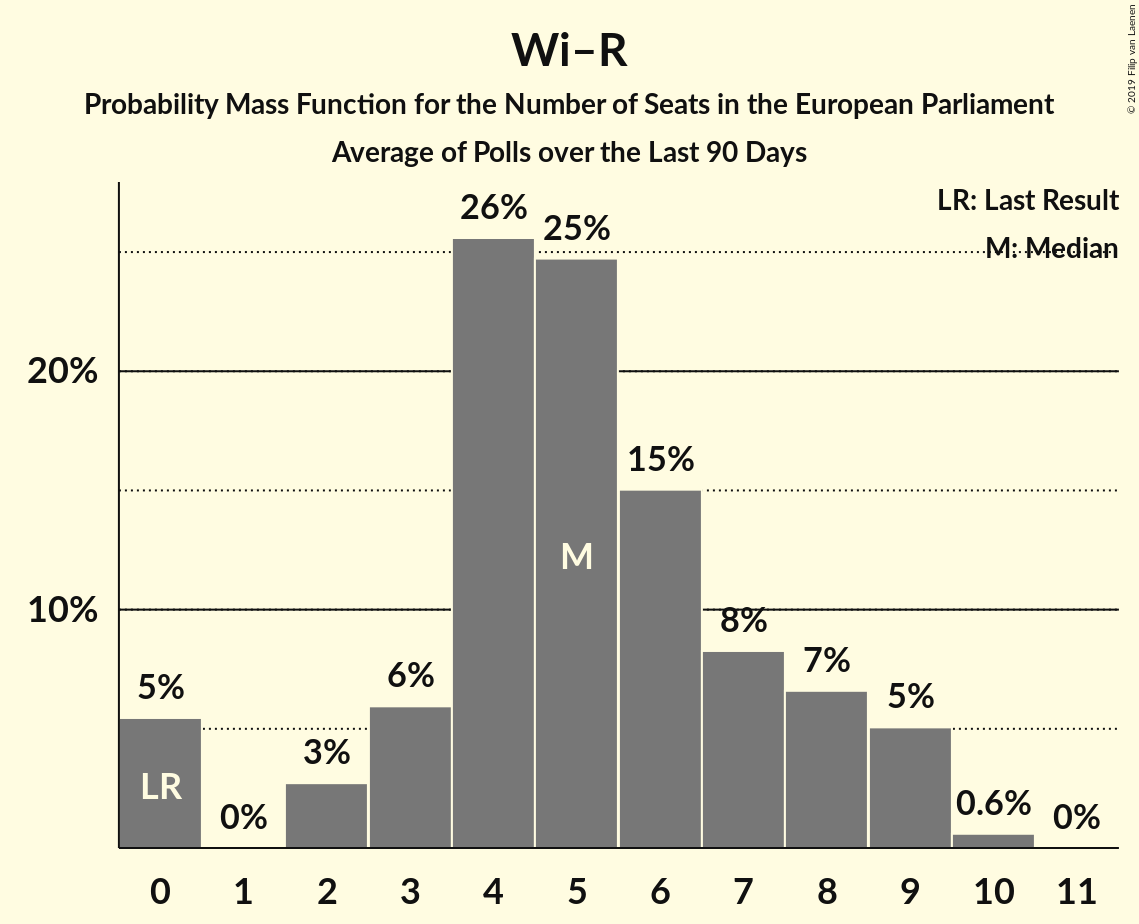 Wi–R
Probability Mass Function for the Number of Seats in the European Parliament
Average of Polls over the Last 90 Days
© 2019 Filip van Laenen
LR: Last Result
M: Median
26%
25%
20%
15%
M
10%
8%
7%
6%
5%
5%
3%
LR
0%
0.6%
0%
0 1 2 3 4 5 6 7 8 9 10 11